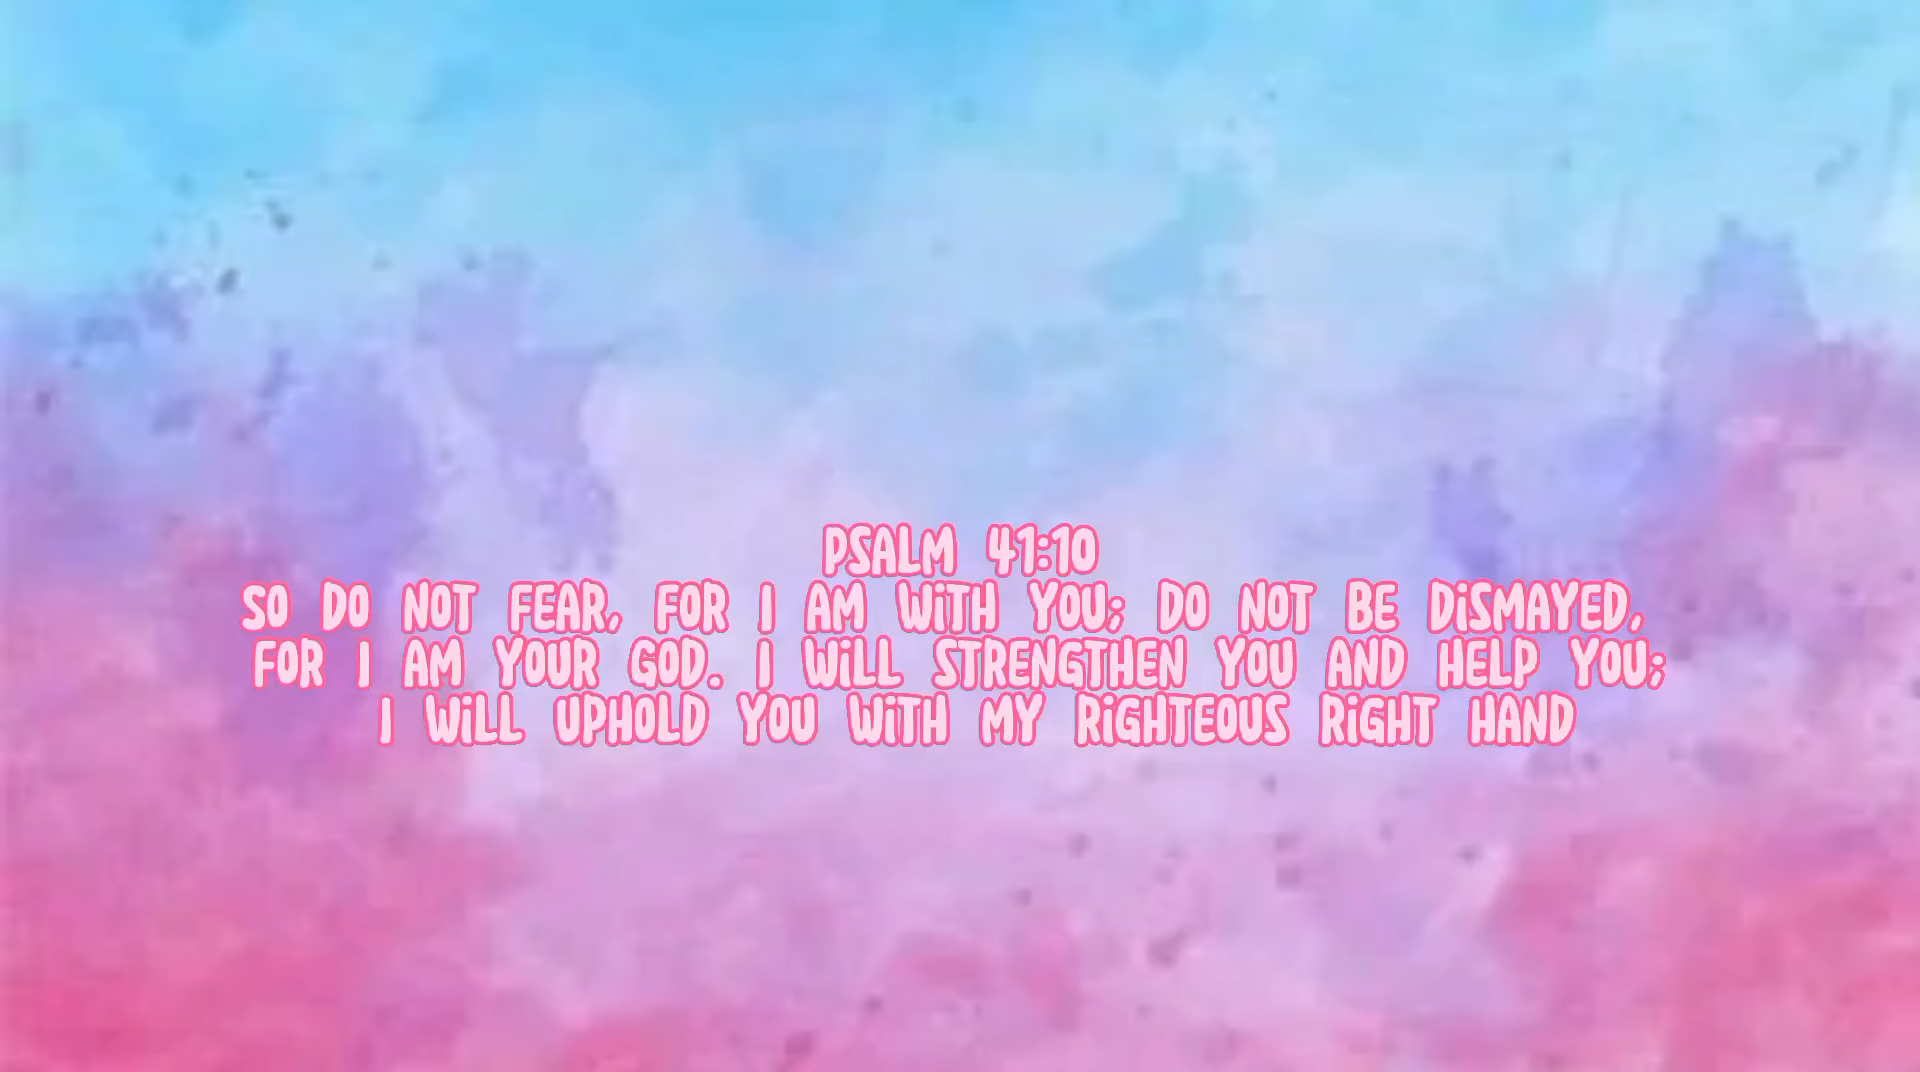 PSALM 41:10
SO DO NOT FEAR, FOR I AM WiTH YOU; DO NOT BE DiSMAYED,
FOR I AM YOUR GOD. I WiLL STRENGTHEN YOU AND HELP YOU;
I WiLL UPHOLD YOU WiTH MY RiGHTEOUS RiGHT HAND